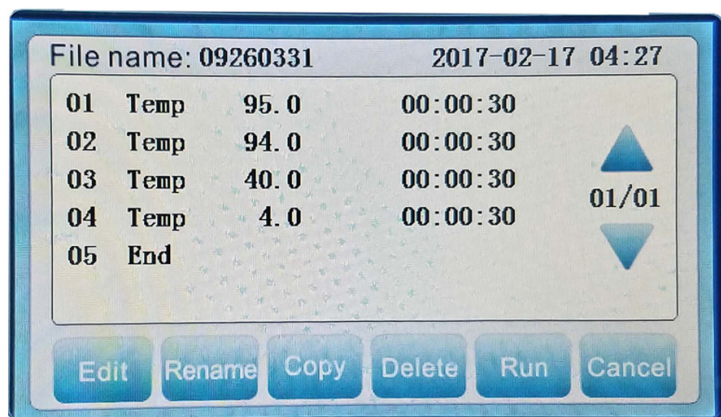 File name: 09260331 2017-02-17 04:27
01 Temp 95.0 00:00:30
02 Temp 94.0 00:00:30
03 Temp 40.0 00:00:30
01/01
04 Temp 4.0 00:00:30
05 End
Edit Rename Copy Delete Run Cancel